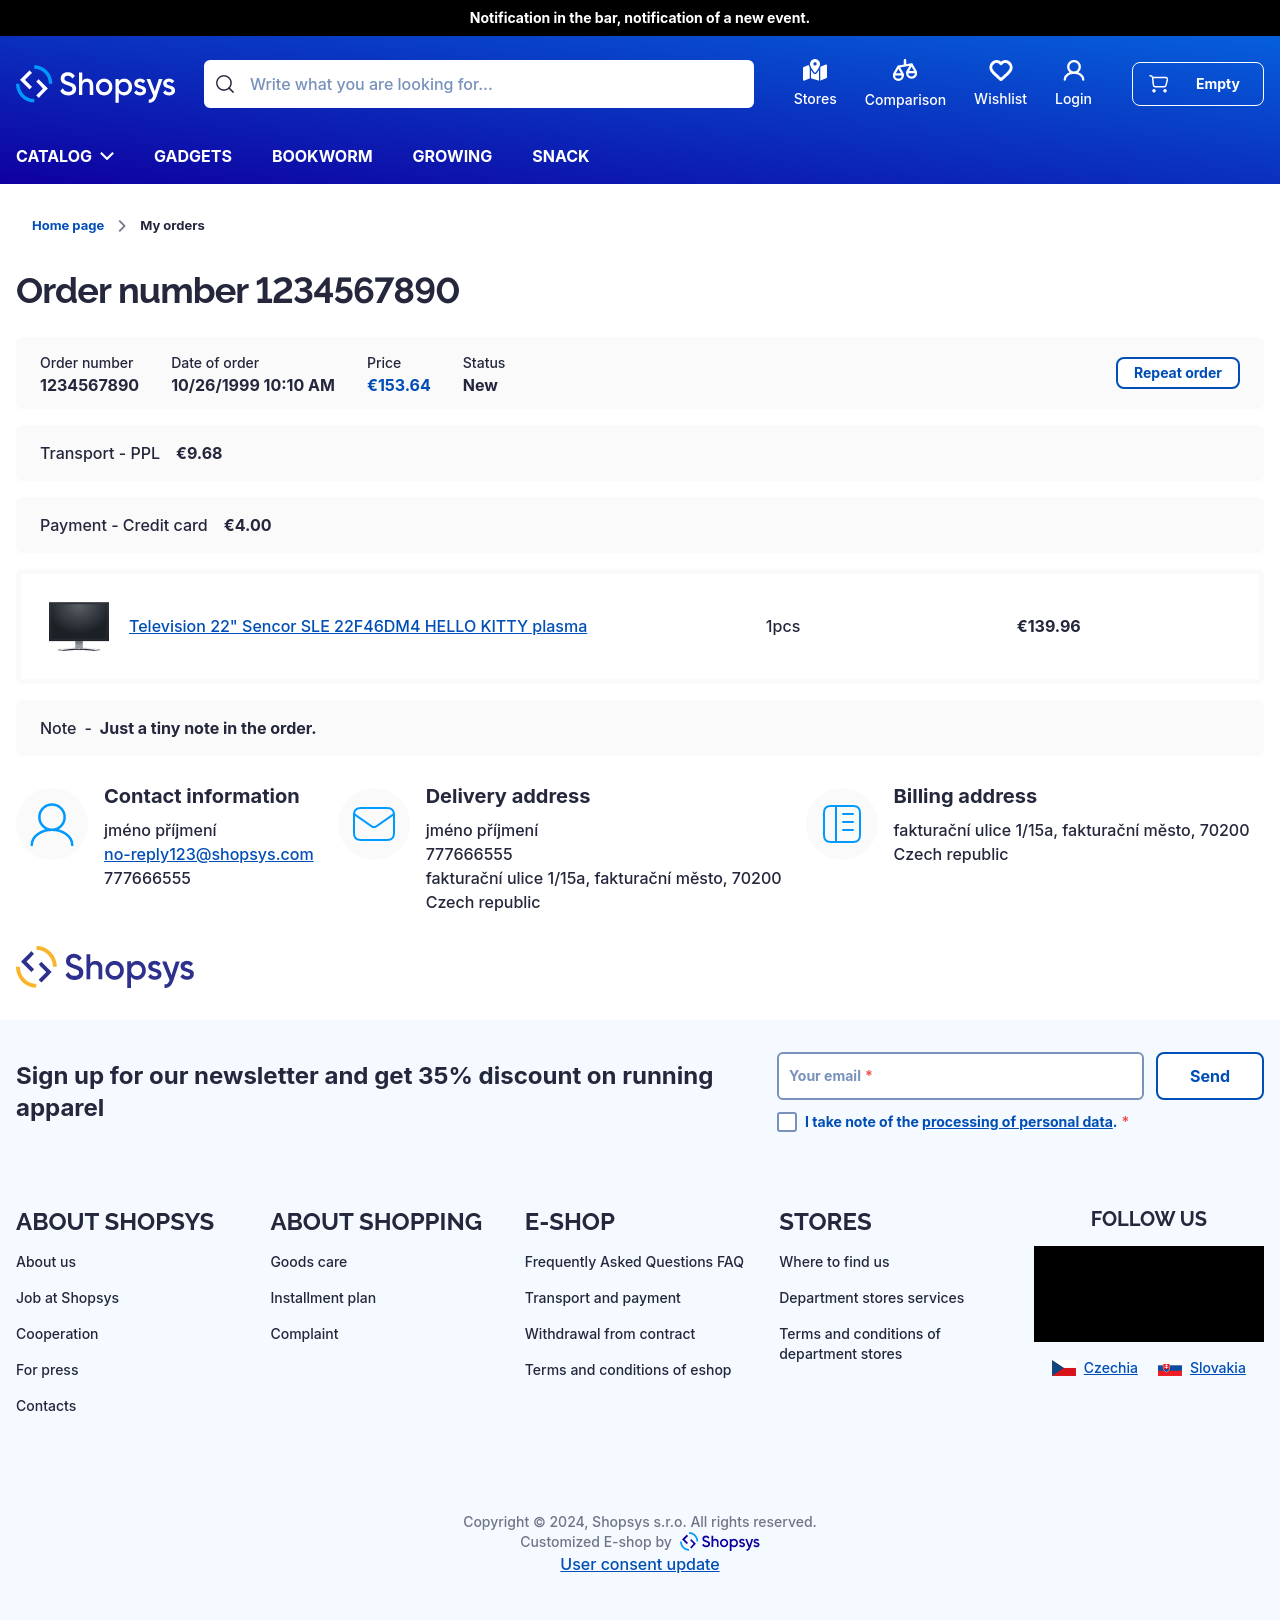 Notification in the bar, notification of a new event.
Shopsys
Write what you are looking for...
Stores
Comparison
Wishlist
Login
Empty
CATALOG
GADGETS
BOOKWORM
GROWING
SNACK
Home page
My orders
Order number 1234567890
Order number
1234567890
Date of order
10/26/1999 10:10 AM
Price
€153.64
Status
New
Repeat order
Transport - PPL €9.68
Payment - Credit card €4.00
Television 22" Sencor SLE 22F46DM4 HELLO KITTY plasma
1pcs
€139.96
Note - Just a tiny note in the order.
Contact information
jméno příjmení
no-reply123@shopsys.com
777666555
Delivery address
jméno příjmení
777666555
fakturační ulice 1/15a, fakturační město, 70200
Czech republic
Billing address
fakturační ulice 1/15a, fakturační město, 70200
Czech republic
Shopsys
Sign up for our newsletter and get 35% discount on running
apparel
Your email *
Send
I take note of the processing of personal data. *
ABOUT SHOPSYS
About us
Job at Shopsys
Cooperation
For press
Contacts
ABOUT SHOPPING
Goods care
Installment plan
Complaint
E-SHOP
Frequently Asked Questions FAQ
Transport and payment
Withdrawal from contract
Terms and conditions of eshop
STORES
Where to find us
Department stores services
Terms and conditions of
department stores
FOLLOW US
Czechia
Slovakia
Copyright © 2024, Shopsys s.r.o. All rights reserved.
Customized E-shop by Shopsys
User consent update